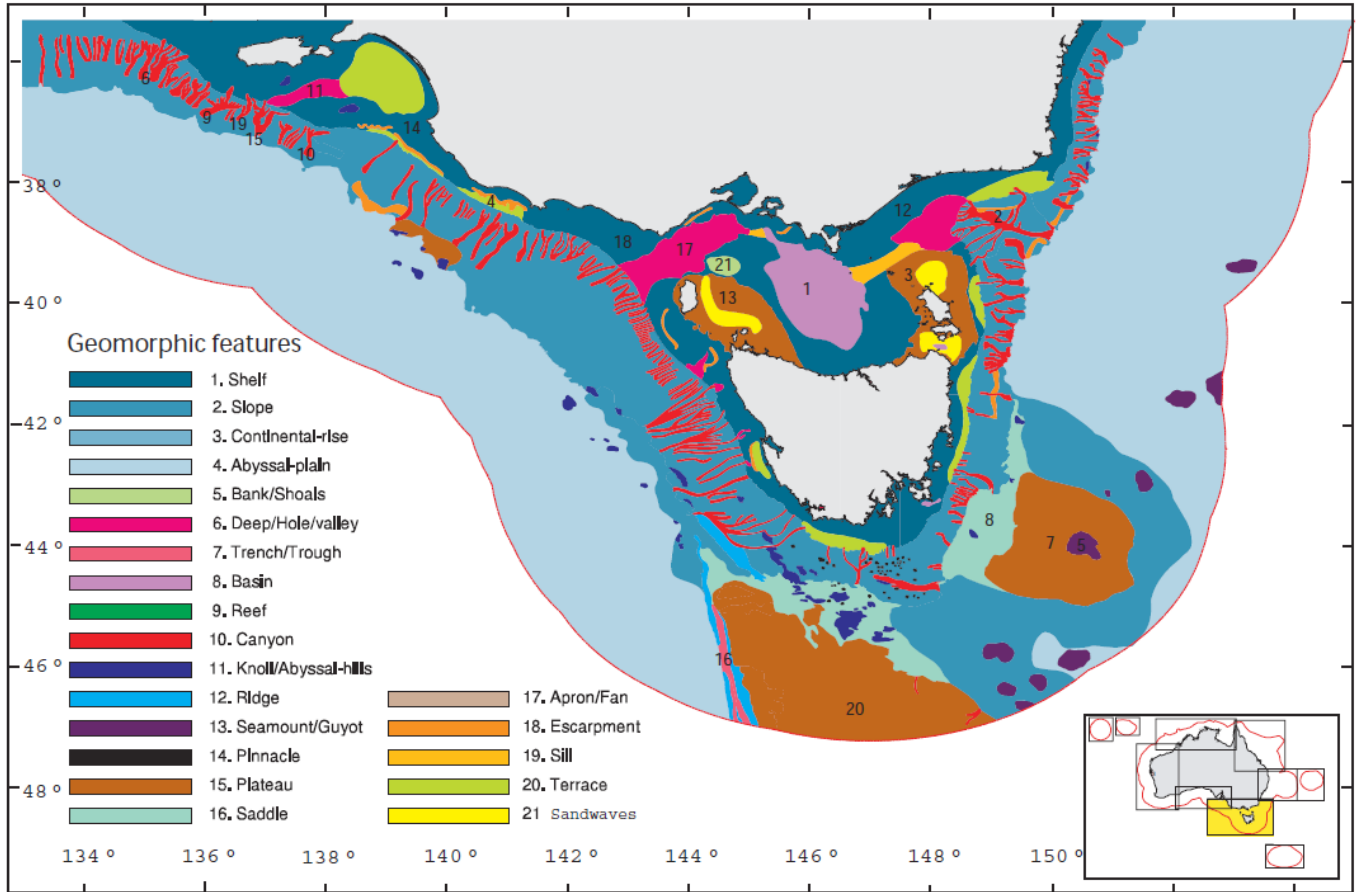 6
11
9
19
15
14
10
38 º
4
12
2
18
17
21
3
13
1
40 º
Geomorphic features
1. Shelf
2. Slope
3. Continental-rise
4. Abyssal-plain
5. Bank/Shoals
6. Deep/Hole/valley
7. Trench/Trough
8. Basin
9. Reef
10. Canyon
11. Knoll/Abyssal-hills
12. Ridge
13. Seamount/Guyot
14. Pinnacle
15. Plateau
16. Saddle
17. Apron/Fan
18. Escarpment
19. Sill
20. Terrace
21 Sandwaves
42 º
8
7
5
44 º
16
46 º
20
48 º
134 º
136 º
138 º
140 º
142 º
144 º
146 º
148 º
150 º